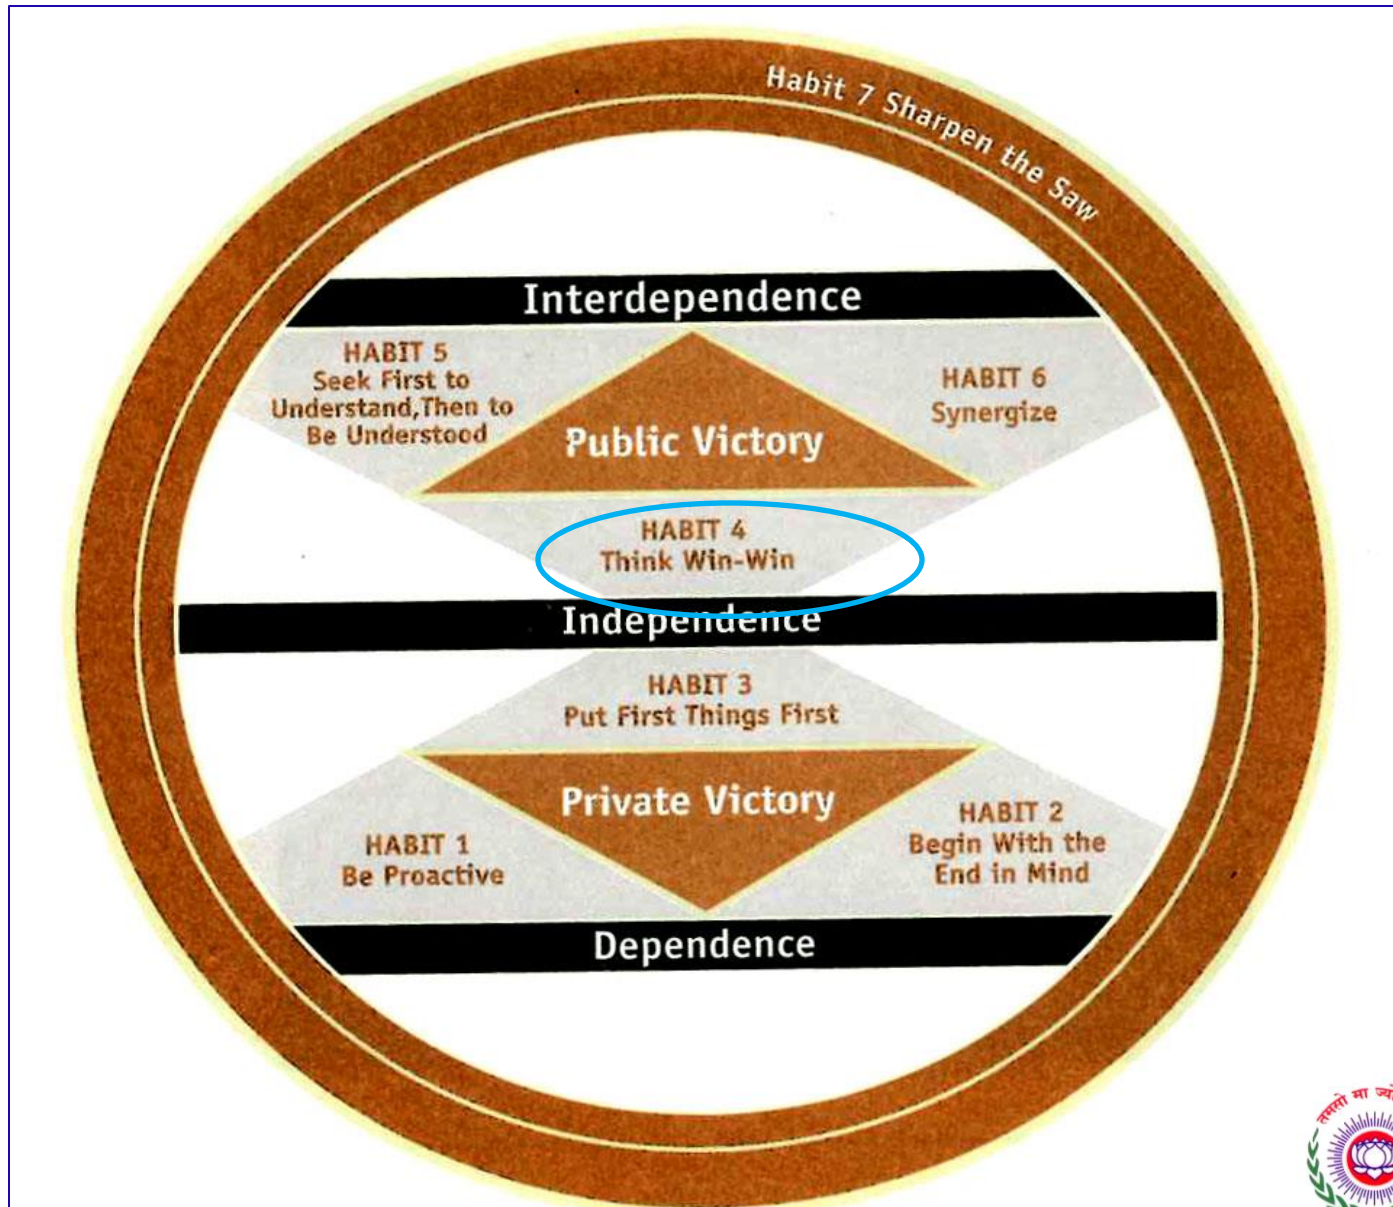 Habit 7 Sharpen the Saw
Interdependence
HABIT 5
Seek First to
Understand,Then to
Be Understood
HABIT 6
Synergize
Public Victory
HABIT 4
Think Win-Win
Independence
HABIT 3
Put First Things First
Private Victory
HABIT 1
Be Proactive
HABIT 2
Begin With the
End in Mind
Dependence
तमसो मा